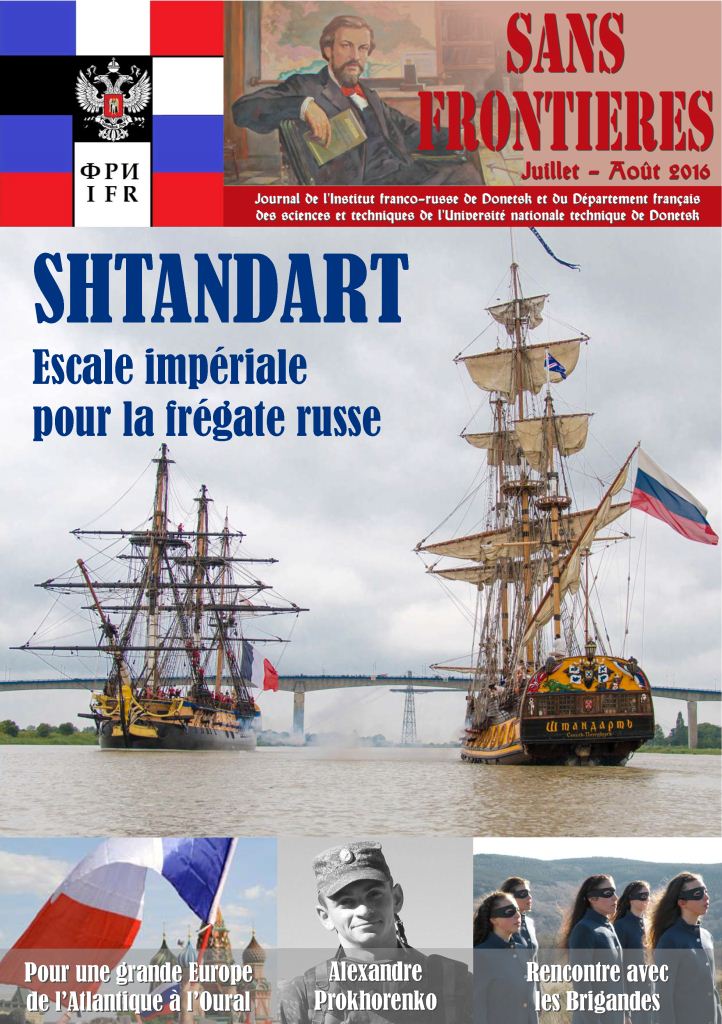 SANS
FRONTIERES
Juillet – Août 2016
ФРИ
IFR
Journal de l'Institut franco-russe de Donetsk et du Département français
des sciences et techniques de l'Université nationale technique de Donetsk
SHTANDART
Escale impériale
pour la frégate russe
Штандартъ
Санктъ-Петербургъ
Pour une grande Europe
de l'Atlantique à l'Oural
Alexandre
Prokhorenko
Rencontre avec
les Brigandes